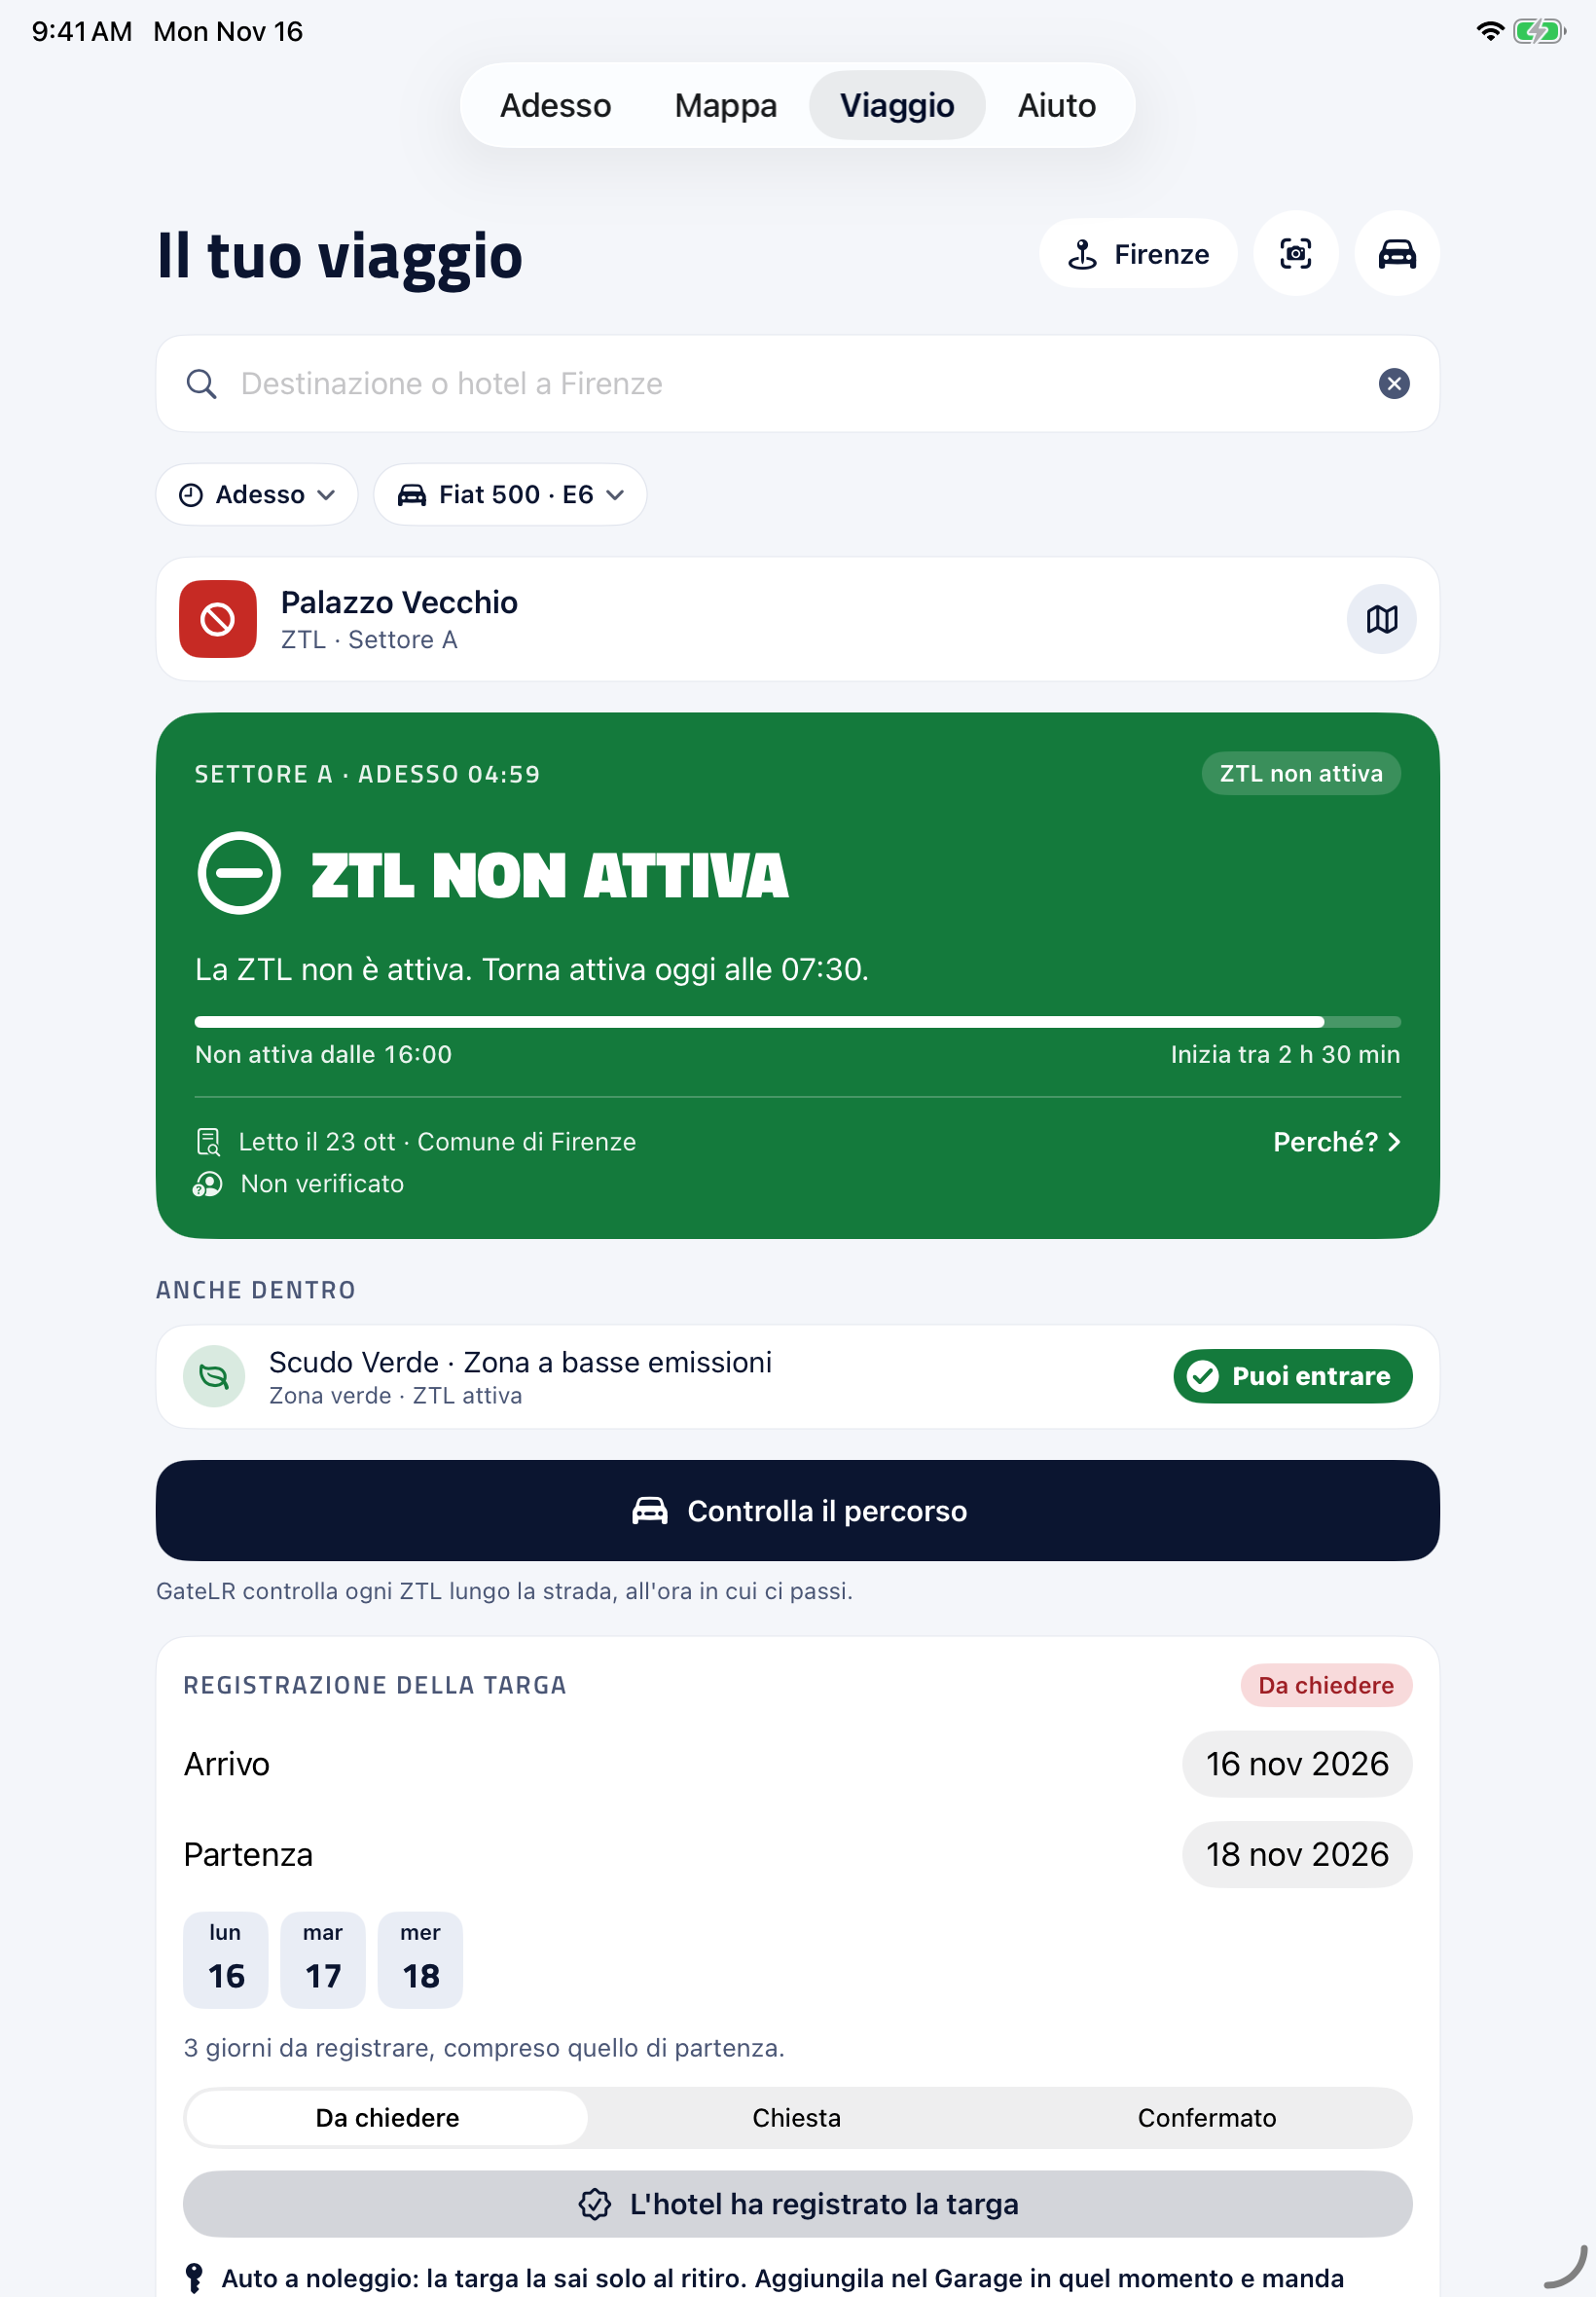 9:41 AM Mon Nov 16
Adesso Mappa Viaggio Aiuto
Il tuo viaggio
Firenze
Destinazione o hotel a Firenze
Adesso
Fiat 500 · E6
Palazzo Vecchio
ZTL · Settore A
SETTORE A · ADESSO 04:59
ZTL non attiva
ZTL NON ATTIVA
La ZTL non è attiva. Torna attiva oggi alle 07:30.
Non attiva dalle 16:00
Inizia tra 2 h 30 min
Letto il 23 ott · Comune di Firenze
Perché?
Non verificato
ANCHE DENTRO
Scudo Verde · Zona a basse emissioni
Zona verde · ZTL attiva
Puoi entrare
Controlla il percorso
GateLR controlla ogni ZTL lungo la strada, all'ora in cui ci passi.
REGISTRAZIONE DELLA TARGA
Da chiedere
Arrivo
16 nov 2026
Partenza
18 nov 2026
lun mar mer
16 17 18
3 giorni da registrare, compreso quello di partenza.
Da chiedere Chiesta Confermato
L'hotel ha registrato la targa
Auto a noleggio: la targa la sai solo al ritiro. Aggiungila nel Garage in quel momento e manda